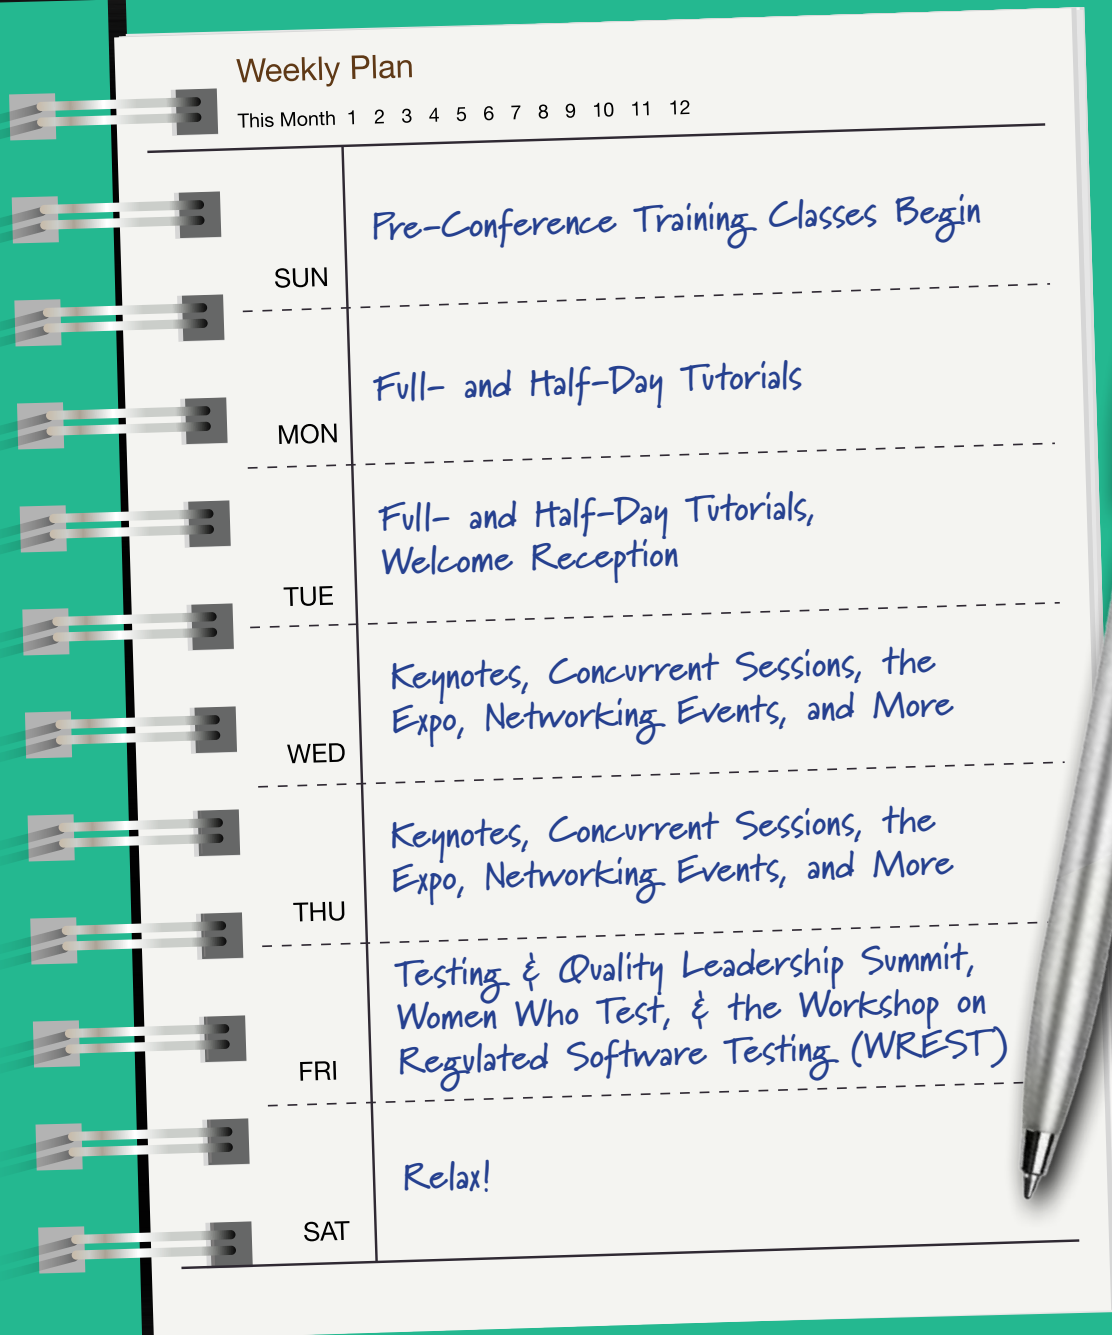 Weekly Plan
This Month 1 2 3 4 5 6 7 8 9 10 11 12
Pre-Conference Training Classes Begin
SUN
Full- and Half-Day Tutorials
MON
Full- and Half-Day Tutorials,
Welcome Reception
TUE
Keynotes, Concurrent Sessions, the
Expo, Networking Events, and More
WED
Keynotes, Concurrent Sessions, the
Expo, Networking Events, and More
THU
Testing & Quality Leadership Summit,
Women Who Test, & the Workshop on
Regulated Software Testing (WREST)
FRI
Relax!
SAT